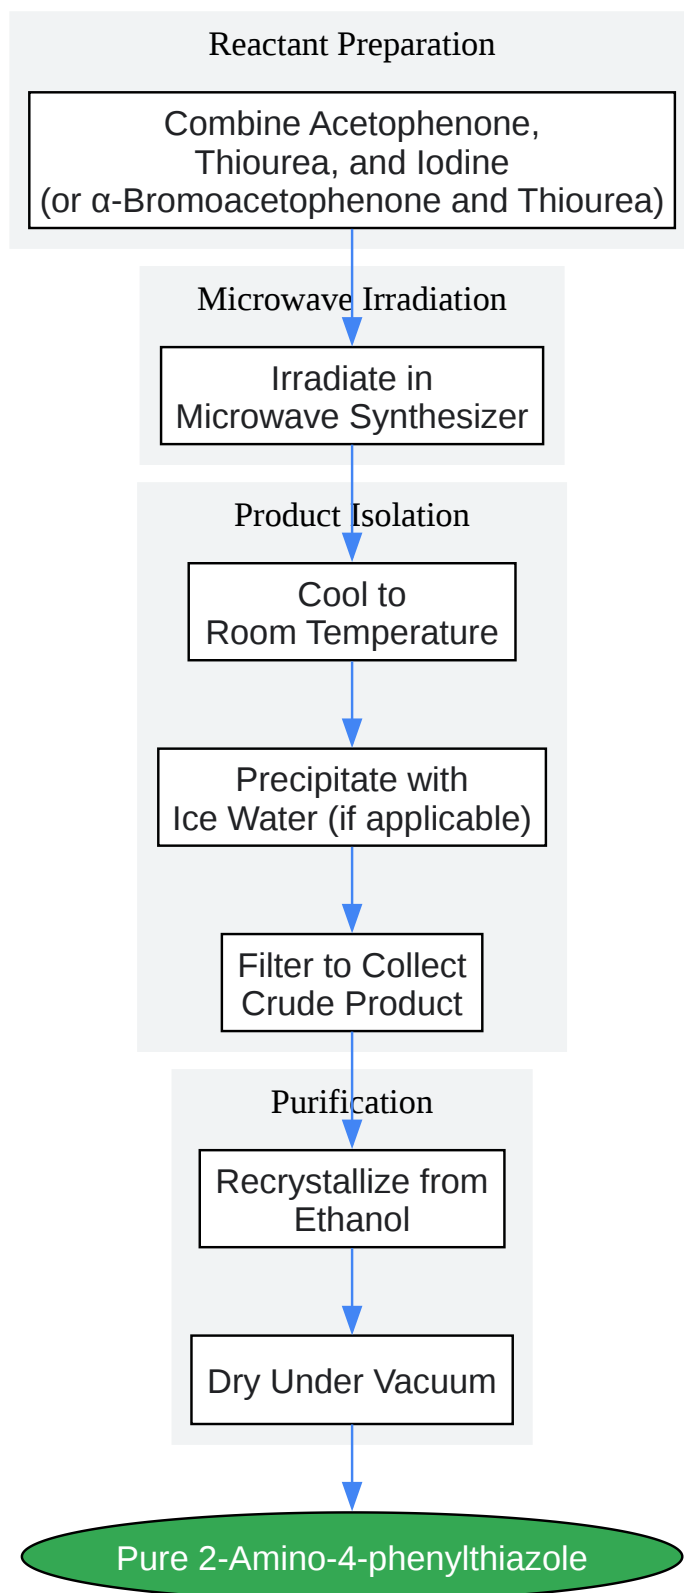 Reactant Preparation
Combine Acetophenone,
Thiourea, and Iodine
(or α-Bromoacetophenone and Thiourea)
Microwave Irradiation
Irradiate in
Microwave Synthesizer
Product Isolation
Cool to
Room Temperature
Precipitate with
Ice Water (if applicable)
Filter to Collect
Crude Product
Purification
Recrystallize from
Ethanol
Dry Under Vacuum
Pure 2-Amino-4-phenylthiazole